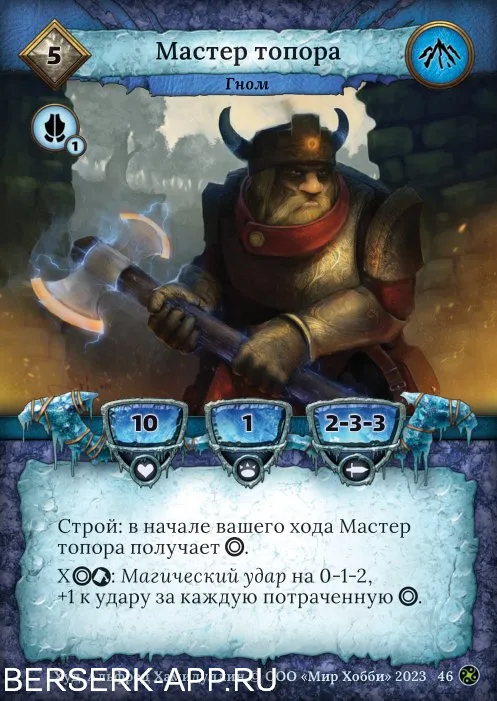 5
Мастер топора
Гном
1
10
1
2-3-3
Строй: в начале вашего хода Мастер
топора получает .
X: Магический удар на 0-1-2,
+1 к удару за каждую потраченную .
ООО «Мир Хобби» 2023 46
BERSERK-APP.RU